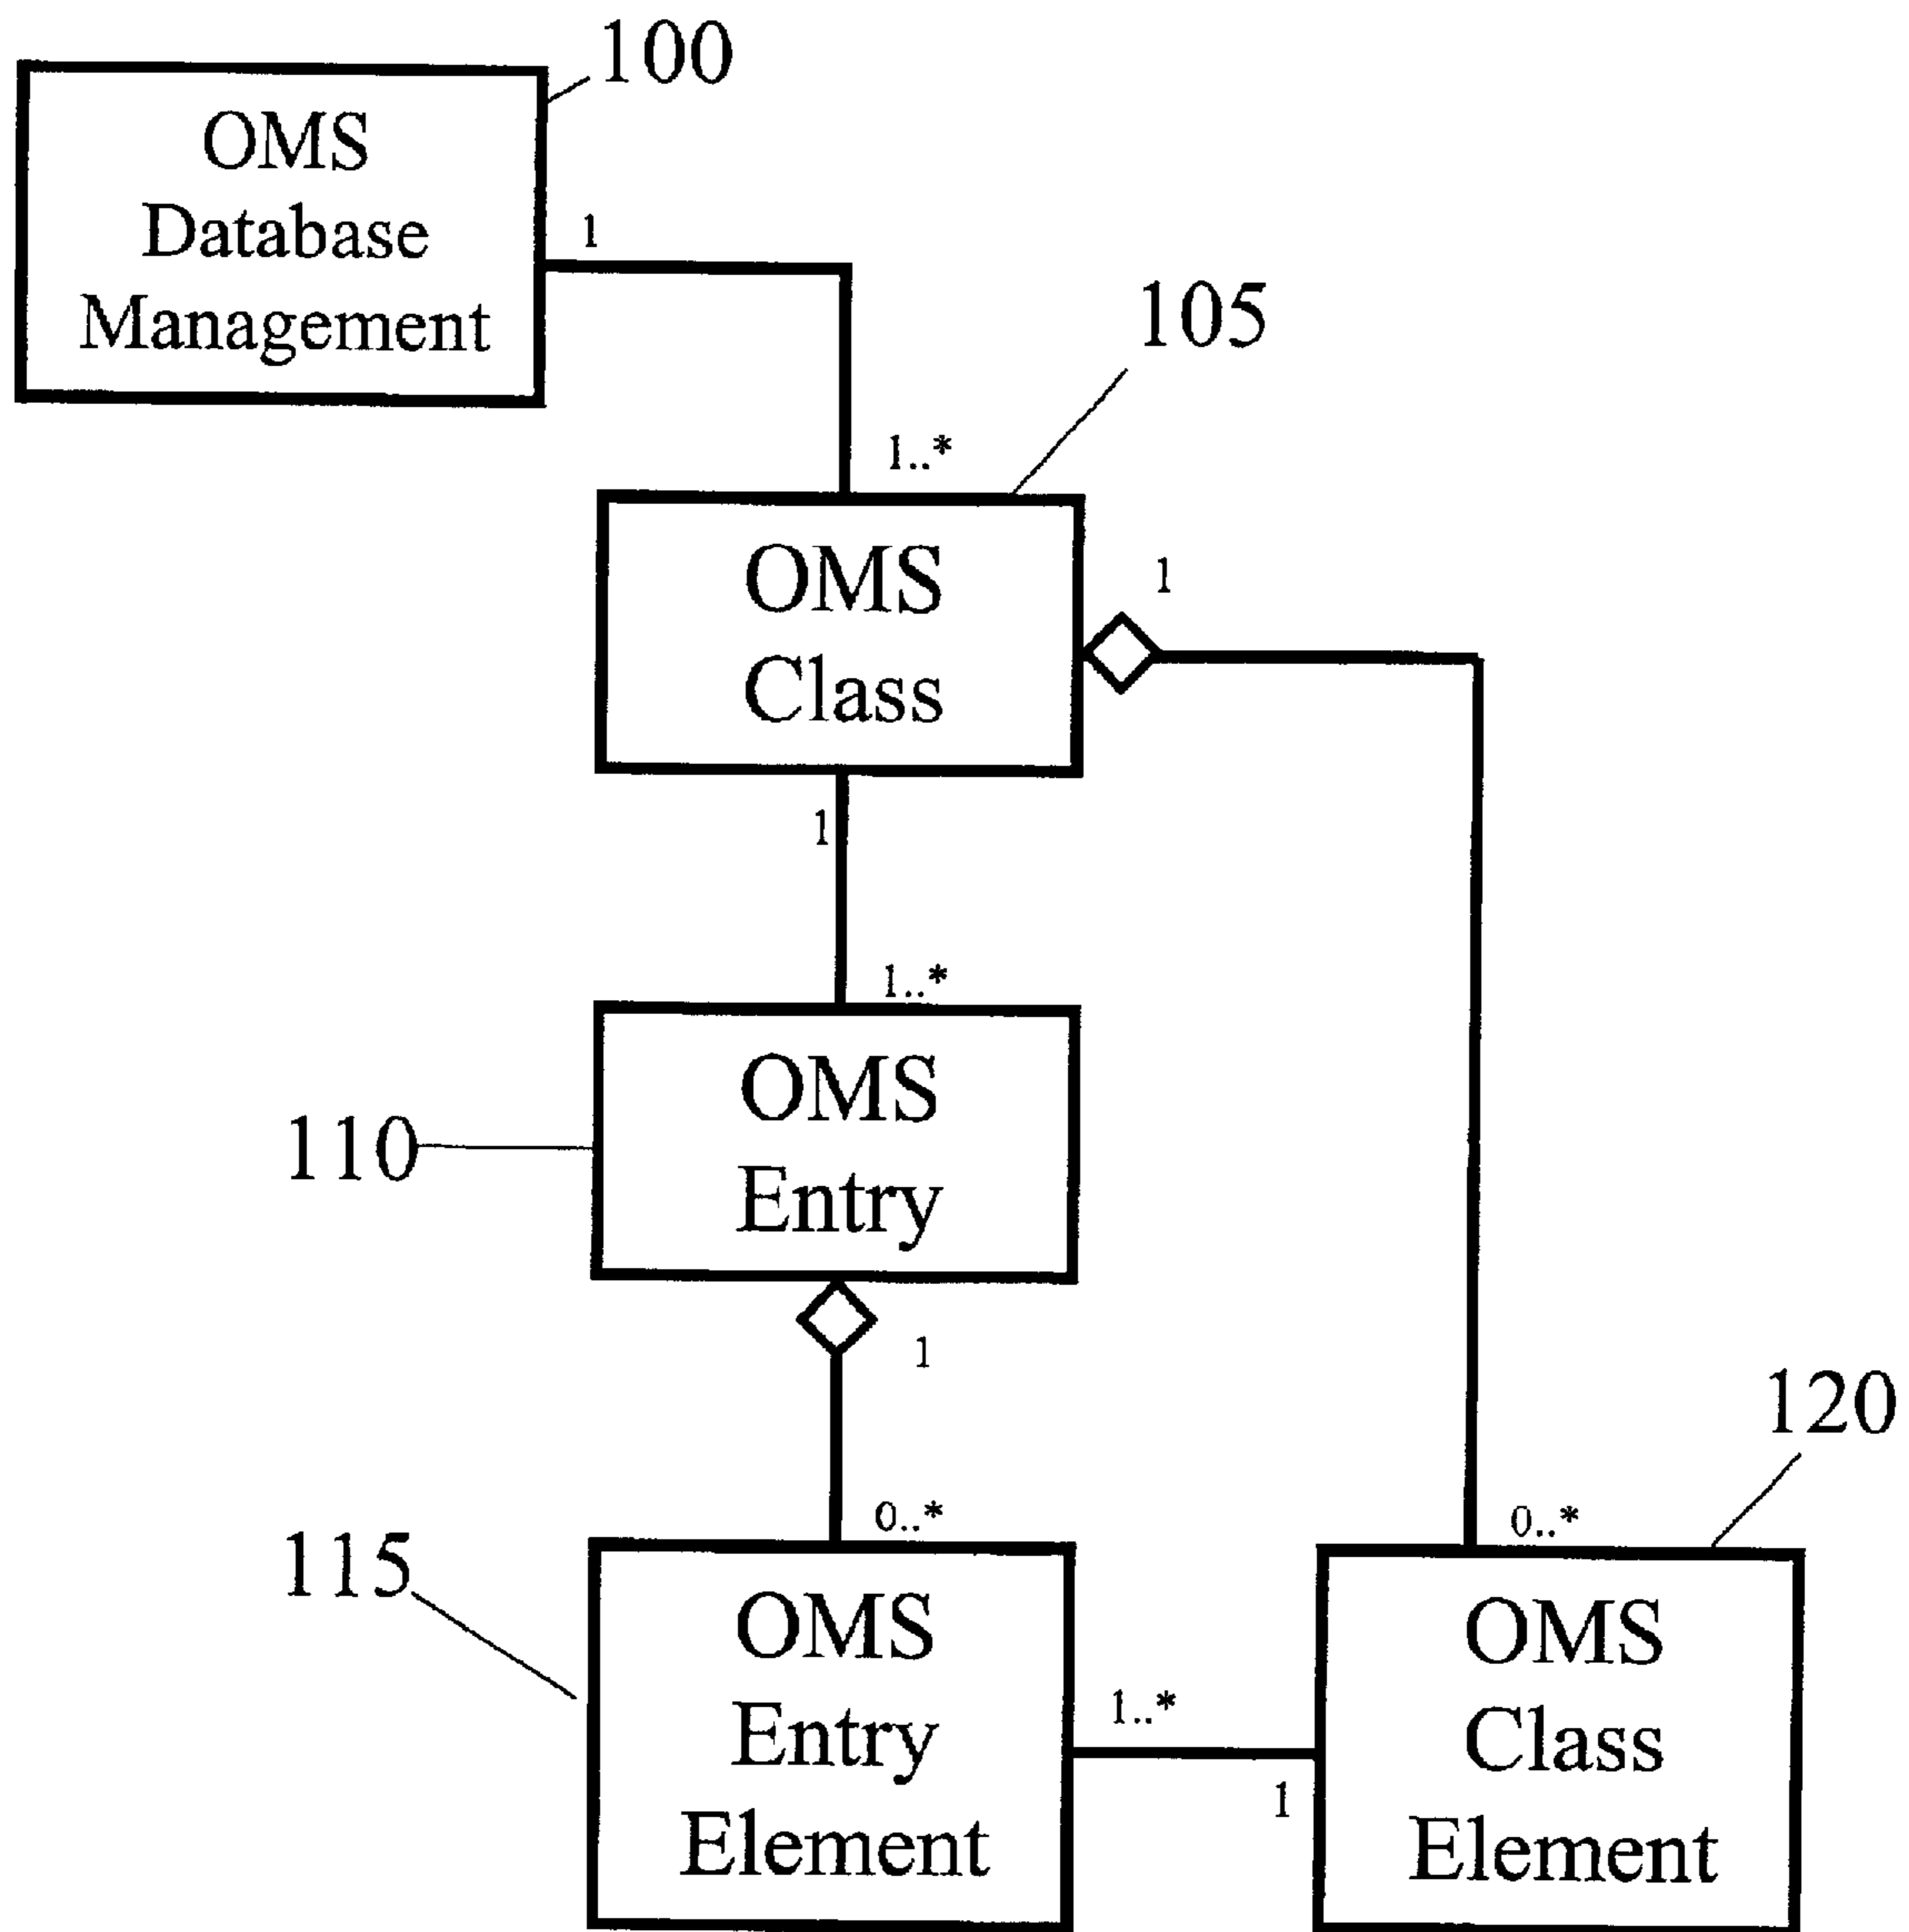 100
OMS
Database
Management
1
105
1..*
OMS
Class
1
1
1..*
110
OMS
Entry
1
120
0..*
0..*
115
OMS
Entry
Element
1..*
1
OMS
Class
Element